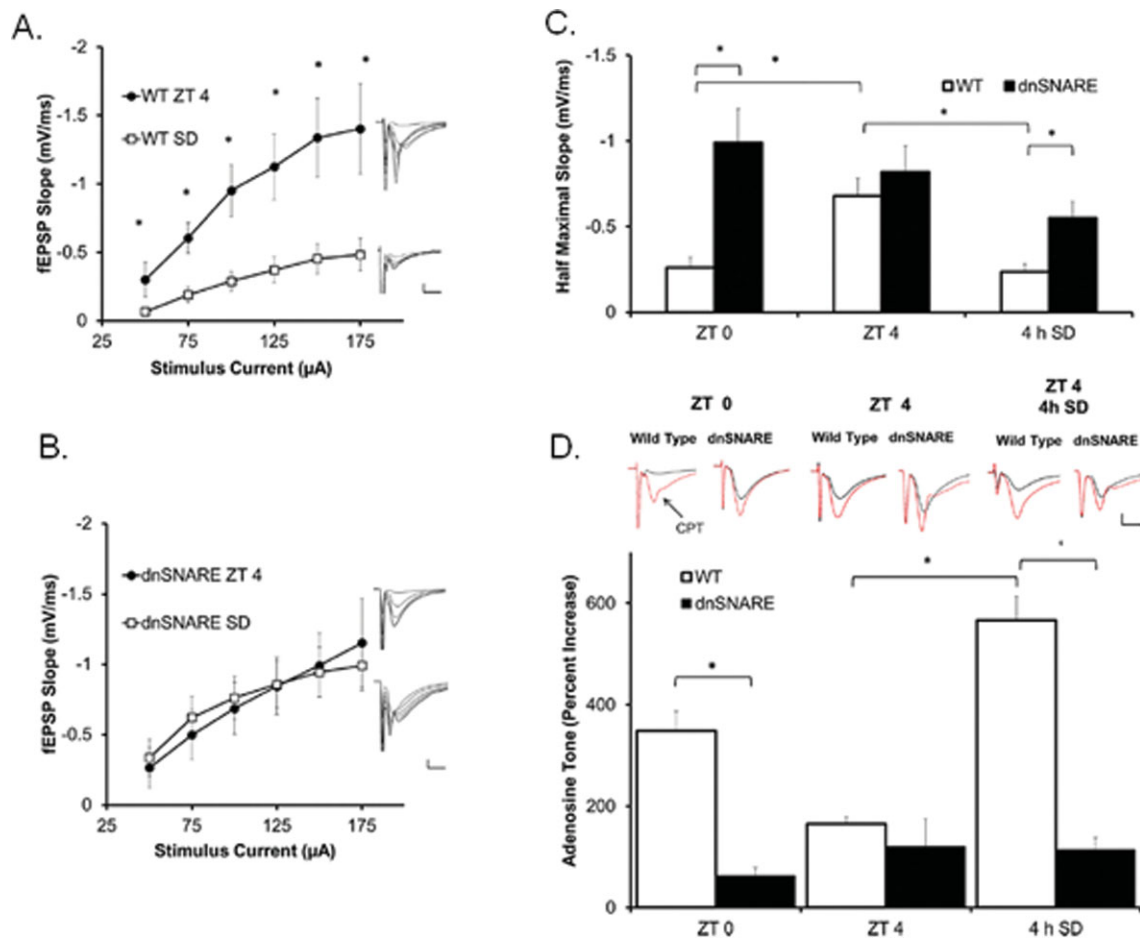 A.
-2
-1.5
-1
-0.5
0
fEPSP Slope (mV/ms)
WT ZT 4
WT SD
* * * * * *
25 75 125 175
Stimulus Current (µA)
B.
-2
-1.5
-1
-0.5
0
fEPSP Slope (mV/ms)
dnSNARE ZT 4
dnSNARE SD
25 75 125 175
Stimulus Current (µA)
C.
-1.5
-1
-0.5
0
Half Maximal Slope (mV/ms)
WT dnSNARE
* * * *
ZT 0 ZT 4 4 h SD
D.
ZT 0 ZT 4 ZT 4
4h SD
Wild Type dnSNARE Wild Type dnSNARE Wild Type dnSNARE
CPT
WT
dnSNARE
600
400
200
0
Adenosine Tone (Percent Increase)
* * *
ZT 0 ZT 4 4h SD